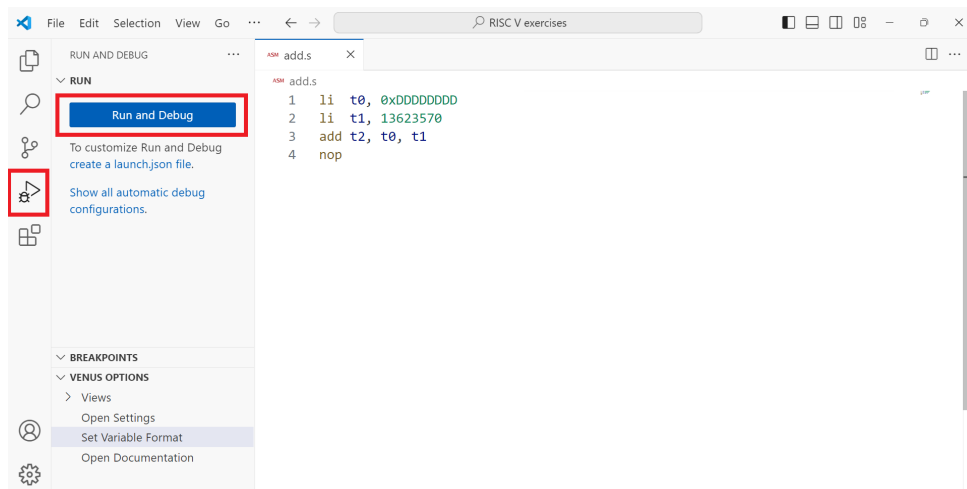 File Edit Selection View Go ··· RISC V exercises
RUN AND DEBUG ···
RUN
Run and Debug
To customize Run and Debug
create a launch.json file.
Show all automatic debug
configurations.
BREAKPOINTS
VENUS OPTIONS
Views
Open Settings
Set Variable Format
Open Documentation
ASM add.s
ASM add.s
1 li t0, 0xDDDDDDDD
2 li t1, 13623570
3 add t2, t0, t1
4 nop